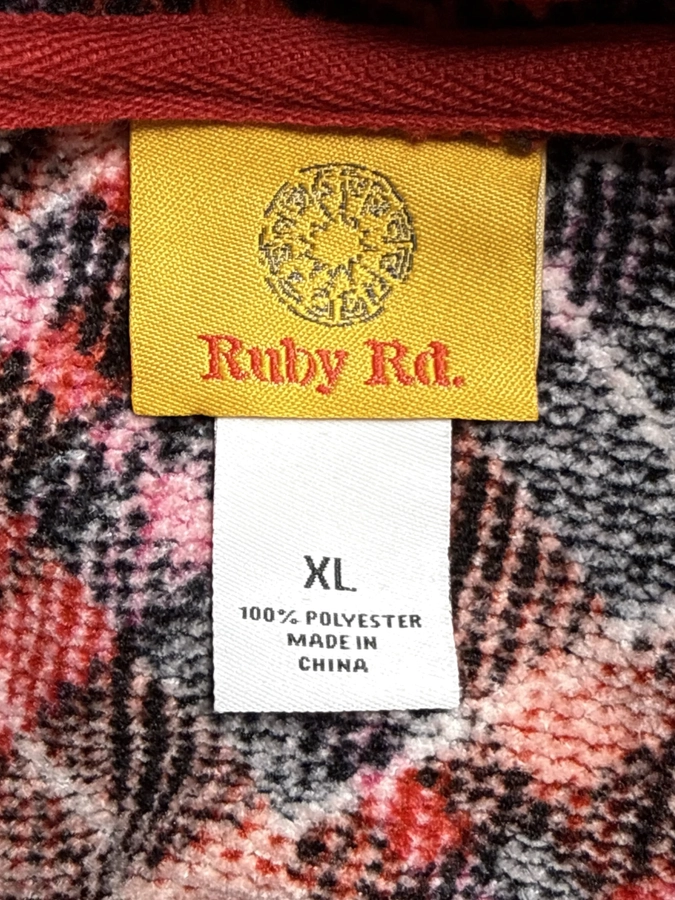 Ruby Rd.
XL
100% POLYESTER
MADE IN
CHINA